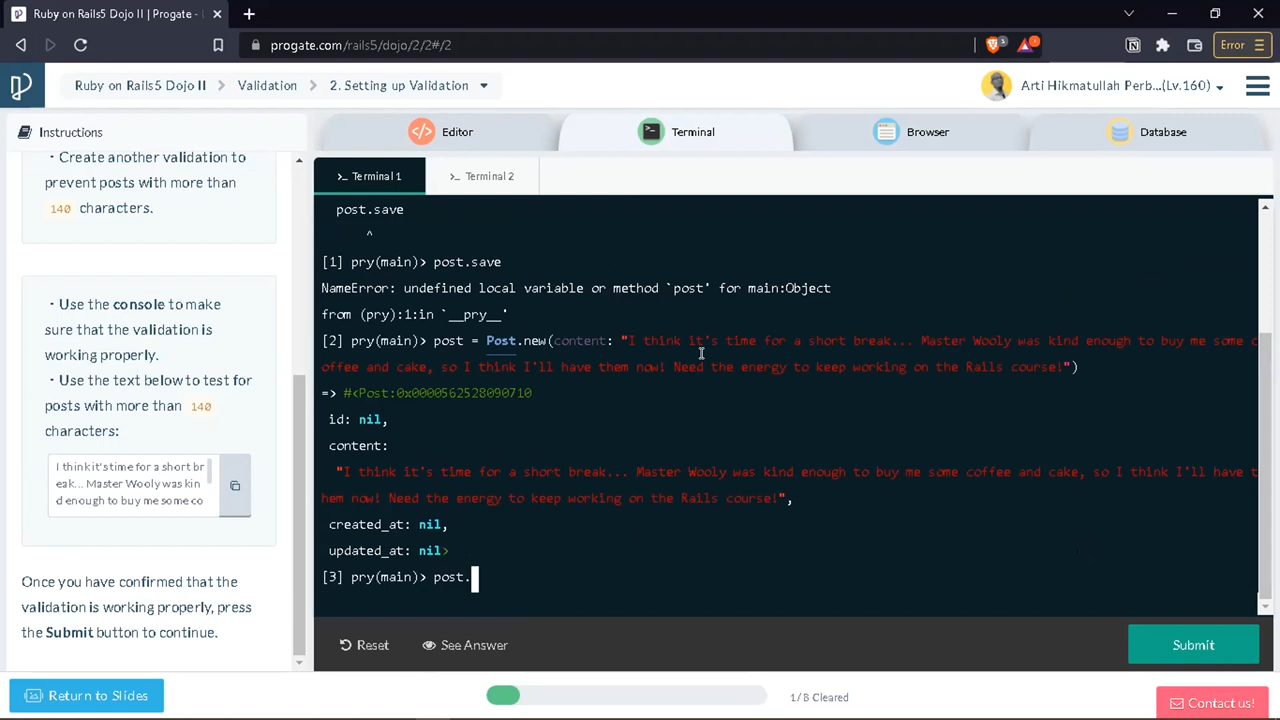 Ruby on Rails5 Dojo II | Progate -
progate.com/rails5/dojo/2/2#/2
Error
Ruby on Rails5 Dojo II
Validation
2. Setting up Validation
Arti Hikmatullah Perb...(Lv.160)
Instructions
Editor
Terminal
Browser
Database
・Create another validation to
prevent posts with more than
140 characters.
・Use the console to make
sure that the validation is
working properly.
・Use the text below to test for
posts with more than 140
characters:
I think it's time for a short br
eak... Master Wooly was kin
d enough to buy me some co
Once you have confirmed that the
validation is working properly, press
the Submit button to continue.
>_ Terminal 1
>_ Terminal 2
post.save
^
[1] pry(main)> post.save
NameError: undefined local variable or method `post' for main:Object
from (pry):1:in `__pry__'
[2] pry(main)> post = Post.new(content: "I think it's time for a short break... Master Wooly was kind enough to buy me some c
offee and cake, so I think I'll have them now! Need the energy to keep working on the Rails course!")
=> #<Post:0x0000562528090710
id: nil,
content:
"I think it's time for a short break... Master Wooly was kind enough to buy me some coffee and cake, so I think I'll have t
hem now! Need the energy to keep working on the Rails course!",
created_at: nil,
updated_at: nil>
[3] pry(main)> post.
Reset
See Answer
Submit
Return to Slides
1/8 Cleared
Contact us!